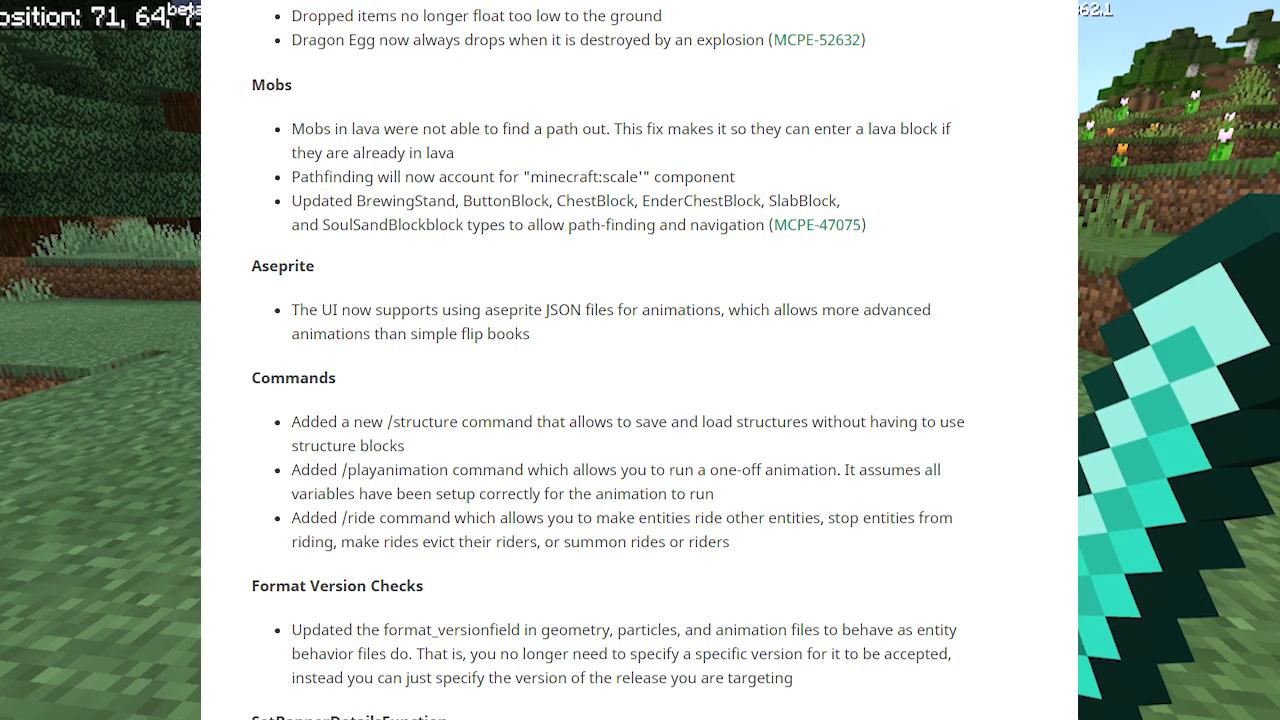 osition: 71, 64, 7
beta
362.1
Dropped items no longer float too low to the ground
Dragon Egg now always drops when it is destroyed by an explosion (MCPE-52632)
Mobs
Mobs in lava were not able to find a path out. This fix makes it so they can enter a lava block if
they are already in lava
Pathfinding will now account for "minecraft:scale'" component
Updated BrewingStand, ButtonBlock, ChestBlock, EnderChestBlock, SlabBlock,
and SoulSandBlockblock types to allow path-finding and navigation (MCPE-47075)
Aseprite
The UI now supports using aseprite JSON files for animations, which allows more advanced
animations than simple flip books
Commands
Added a new /structure command that allows to save and load structures without having to use
structure blocks
Added /playanimation command which allows you to run a one-off animation. It assumes all
variables have been setup correctly for the animation to run
Added /ride command which allows you to make entities ride other entities, stop entities from
riding, make rides evict their riders, or summon rides or riders
Format Version Checks
Updated the format_versionfield in geometry, particles, and animation files to behave as entity
behavior files do. That is, you no longer need to specify a specific version for it to be accepted,
instead you can just specify the version of the release you are targeting
SetBannerDetailsFunction